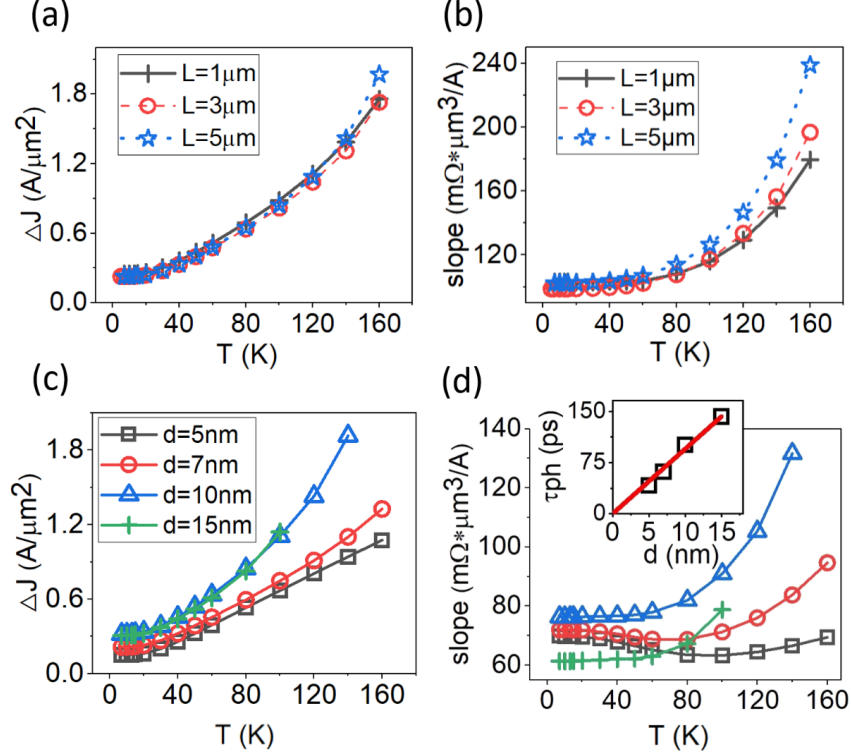 (a)
△J (A/μm²)
1.8
1.2
0.6
0.0
L=1μm
L=3μm
L=5μm
0 40 80 120 160
T (K)
(b)
slope (mΩ*μm³/A)
240
200
160
120
L=1μm
L=3μm
L=5μm
0 40 80 120 160
T (K)
(c)
△J (A/μm²)
1.8
1.2
0.6
0.0
d=5nm
d=7nm
d=10nm
d=15nm
0 40 80 120 160
T (K)
(d)
slope (mΩ*μm³/A)
140
120
100
80
60
τph (ps)
150
75
0
0 5 10 15
d (nm)
0 40 80 120 160
T (K)